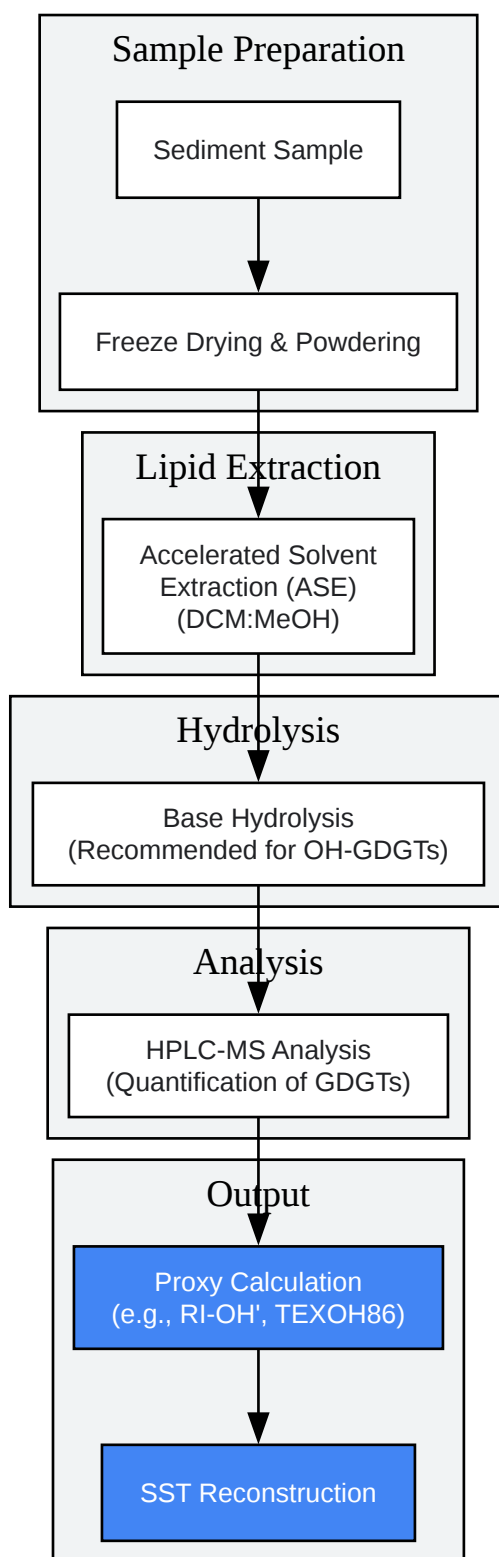 Sample Preparation
Sediment Sample
Freeze Drying & Powdering
Lipid Extraction
Accelerated Solvent
Extraction (ASE)
(DCM:MeOH)
Hydrolysis
Base Hydrolysis
(Recommended for OH-GDGTs)
Analysis
HPLC-MS Analysis
(Quantification of GDGTs)
Output
Proxy Calculation
(e.g., RI-OH', TEXOH86)
SST Reconstruction